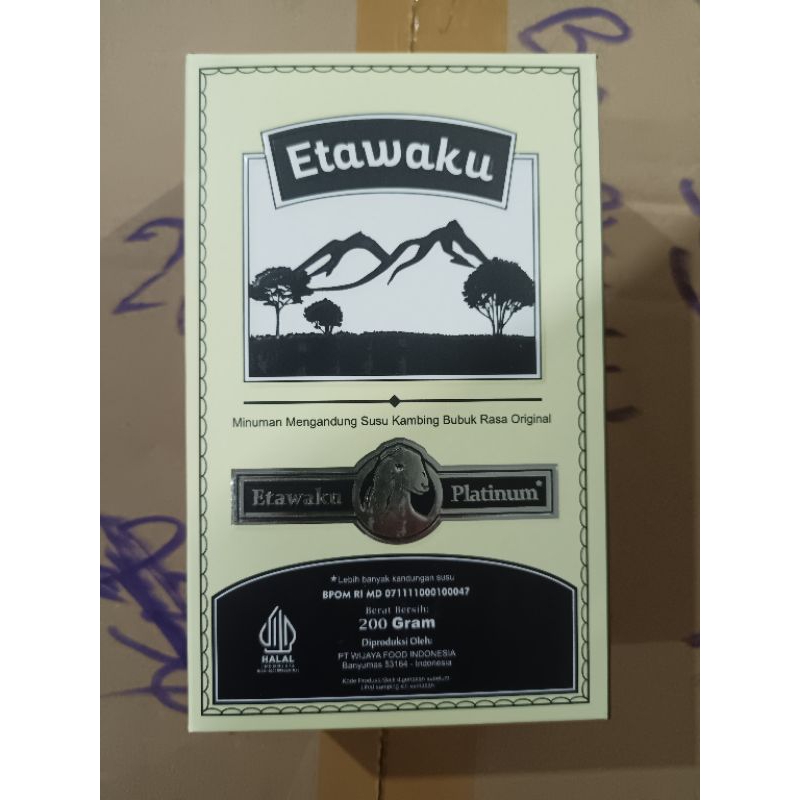 Etawaku
Minuman Mengandung Susu Kambing Bubuk Rasa Original
Etawaku Platinum*
*Lebih banyak kandungan susu
BPOM RI MD 071111000100047
Berat Bersih:
200 Gram
Diproduksi Oleh:
PT WIJAYA FOOD INDONESIA
Banyumas 53164 - Indonesia
HALAL
INDONESIA